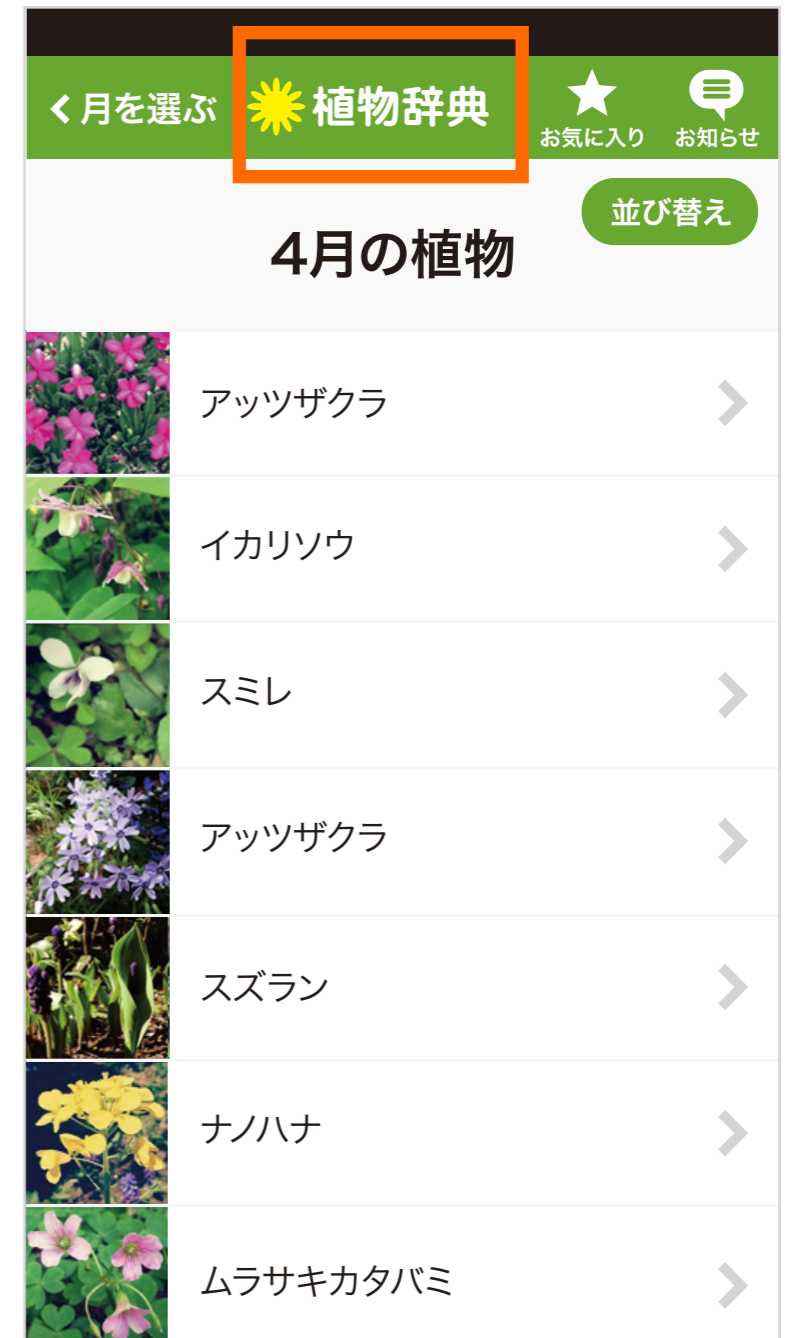 月を選ぶ
植物辞典
お気に入り
お知らせ
並び替え
4月の植物
アッツザクラ
イカリソウ
スミレ
アッツザクラ
スズラン
ナノハナ
ムラサキカタバミ